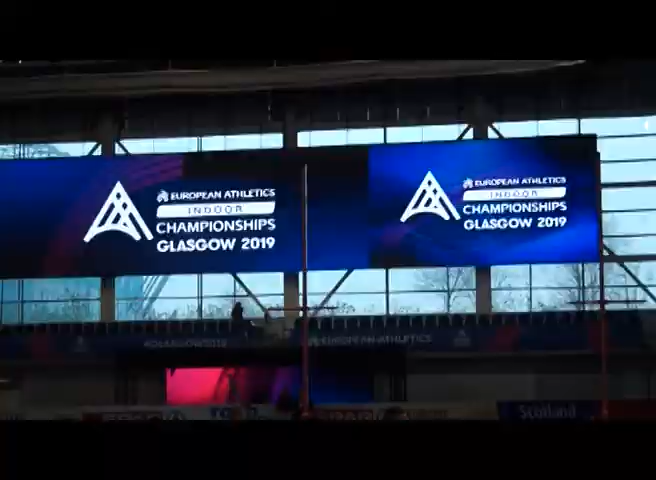 EUROPEAN ATHLETICS
INDOOR
CHAMPIONSHIPS
GLASGOW 2019
EUROPEAN ATHLETICS
INDOOR
CHAMPIONSHIPS
GLASGOW 2019
#GLASGOW2019
EUROPEAN ATHLETICS
Scotland